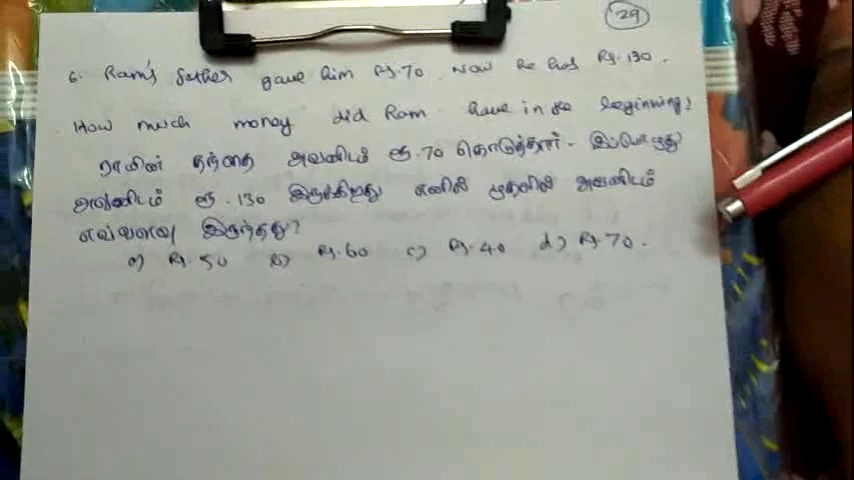 29
6. Ram's father gave him Rs.70. Now he has Rs.130.
How much money did Ram have in the beginning?
ராமின் தந்தை அவனிடம் ரூ.70 கொடுத்தார். இப்பொழுது
அவனிடம் ரூ.130 இருக்கிறது எனில் முதலில் அவனிடம்
எவ்வளவு இருந்தது?
a) Rs.50 b) Rs.60 c) Rs.40 d) Rs.70.